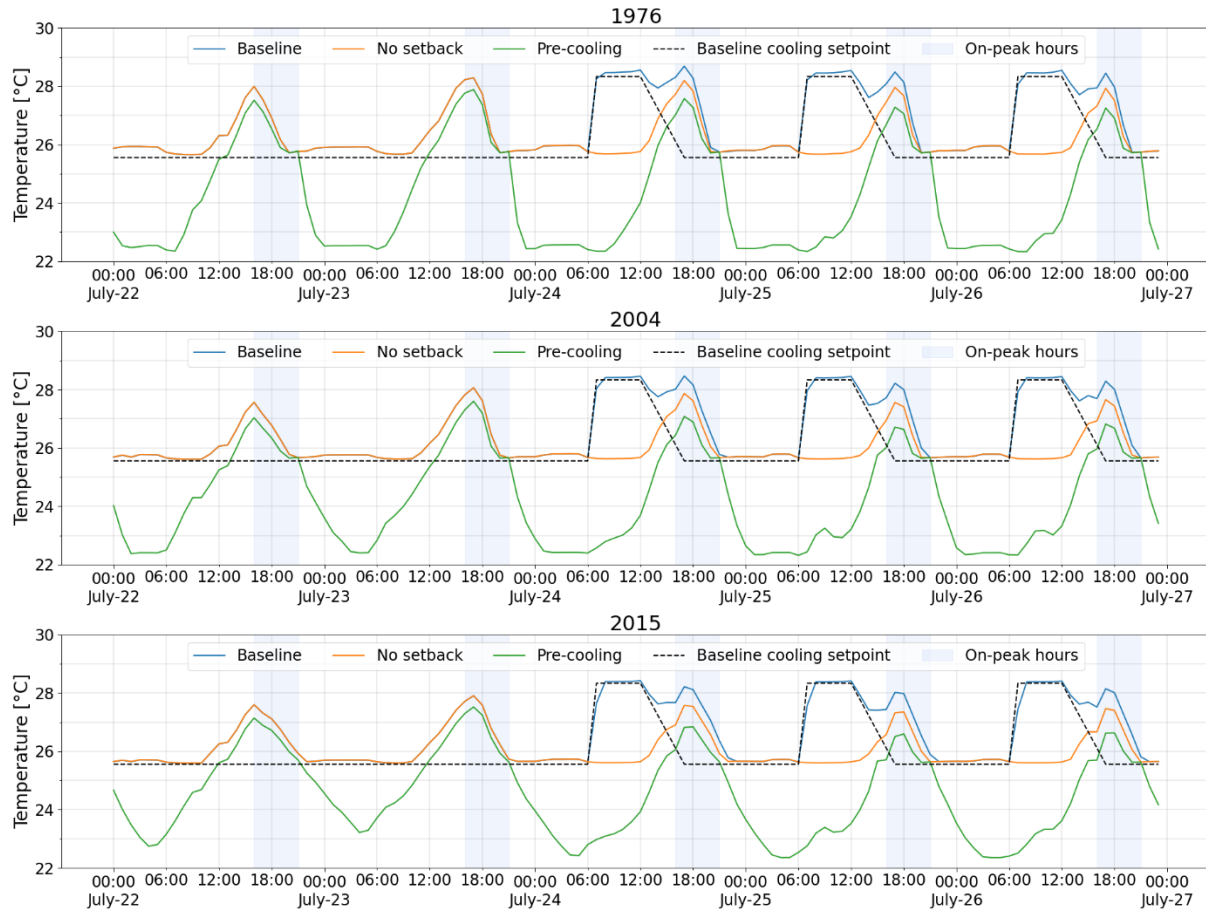 1976
Baseline No setback Pre-cooling Baseline cooling setpoint On-peak hours
Temperature [°C]
30
28
26
24
22
00:00 06:00 12:00 18:00 00:00 06:00 12:00 18:00 00:00 06:00 12:00 18:00 00:00 06:00 12:00 18:00 00:00 06:00 12:00 18:00 00:00
July-22 July-23 July-24 July-25 July-26 July-27
2004
Baseline No setback Pre-cooling Baseline cooling setpoint On-peak hours
Temperature [°C]
30
28
26
24
22
00:00 06:00 12:00 18:00 00:00 06:00 12:00 18:00 00:00 06:00 12:00 18:00 00:00 06:00 12:00 18:00 00:00 06:00 12:00 18:00 00:00
July-22 July-23 July-24 July-25 July-26 July-27
2015
Baseline No setback Pre-cooling Baseline cooling setpoint On-peak hours
Temperature [°C]
30
28
26
24
22
00:00 06:00 12:00 18:00 00:00 06:00 12:00 18:00 00:00 06:00 12:00 18:00 00:00 06:00 12:00 18:00 00:00 06:00 12:00 18:00 00:00
July-22 July-23 July-24 July-25 July-26 July-27